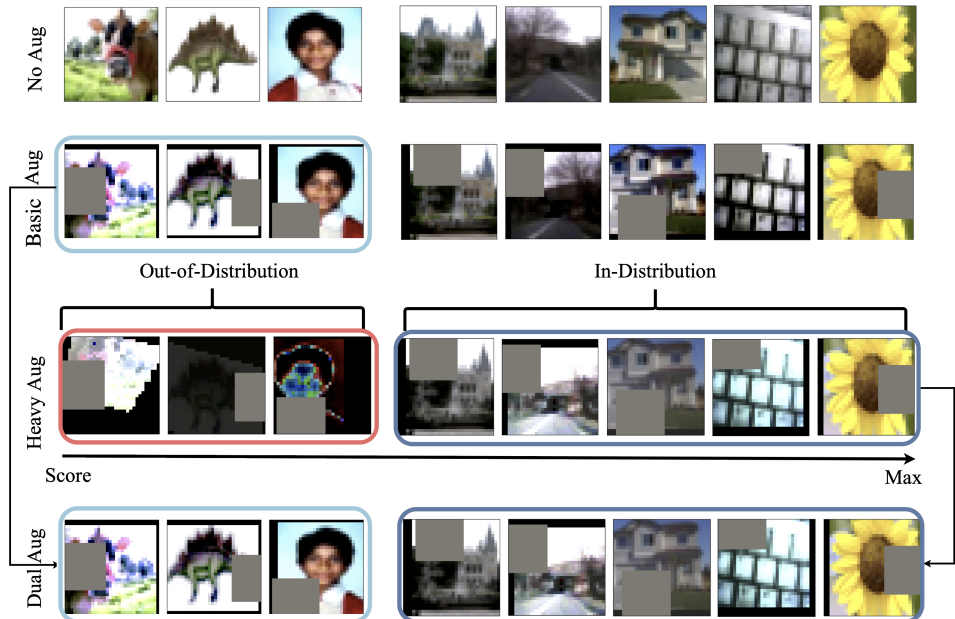 No Aug
Basic Aug
Out-of-Distribution
In-Distribution
Heavy Aug
Score
Max
Dual Aug